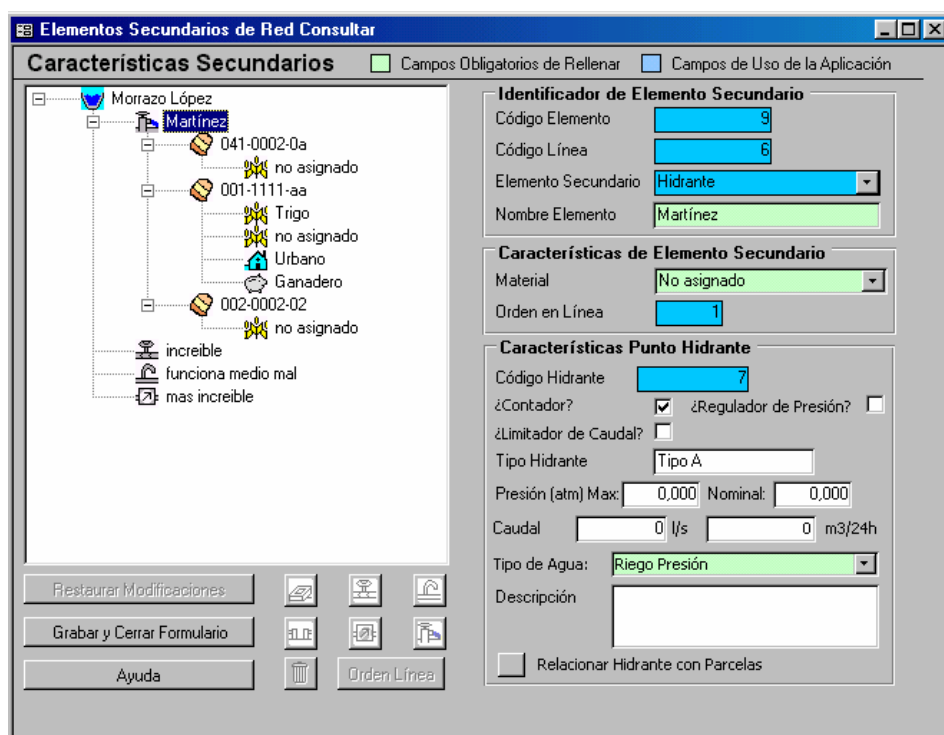 Elementos Secundarios de Red Consultar
Características Secundarios
Campos Obligatorios de Rellenar
Campos de Uso de la Aplicación
Morrazo López
Martínez
041-0002-0a
no asignado
001-1111-aa
Trigo
no asignado
Urbano
Ganadero
002-0002-02
no asignado
increible
funciona medio mal
mas increible
Restaurar Modificaciones
Grabar y Cerrar Formulario
Ayuda
Orden Línea
Identificador de Elemento Secundario
Código Elemento 9
Código Línea 6
Elemento Secundario Hidrante
Nombre Elemento Martínez
Características de Elemento Secundario
Material No asignado
Orden en Línea 1
Características Punto Hidrante
Código Hidrante 7
¿Contador? ¿Regulador de Presión?
¿Limitador de Caudal?
Tipo Hidrante Tipo A
Presión (atm) Max: 0,000 Nominal: 0,000
Caudal 0 l/s 0 m3/24h
Tipo de Agua: Riego Presión
Descripción
Relacionar Hidrante con Parcelas